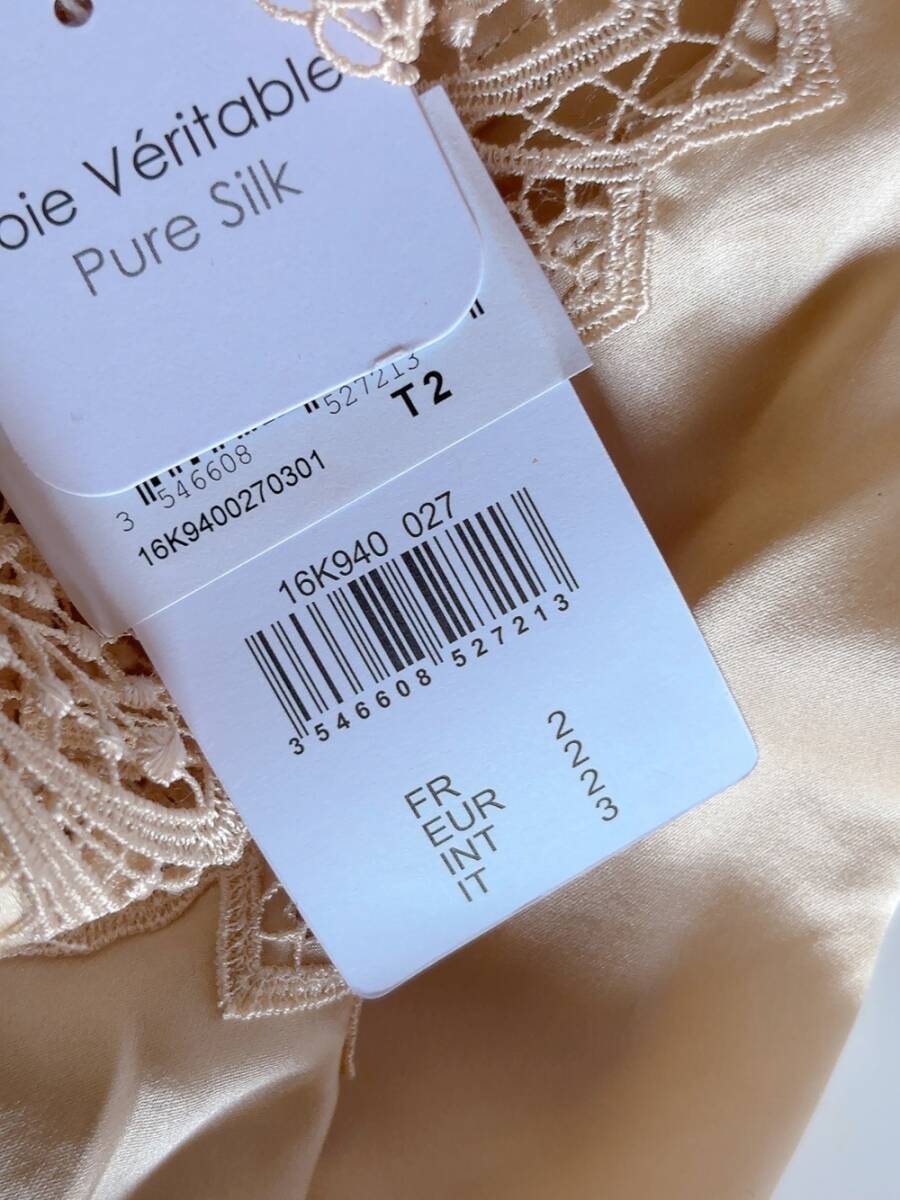 oie Véritable
Pure Silk
3 546608 527213
T2
16K9400270301
16K940 027
3 546608 527213
FR 2
EUR 2
INT 2
IT 3